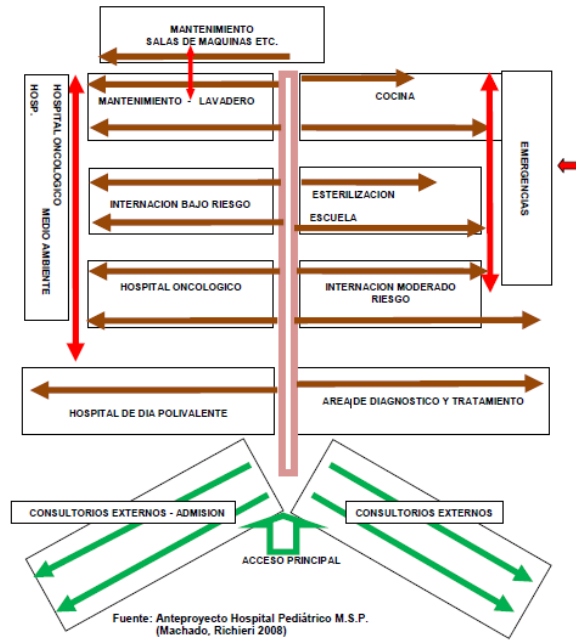 MANTENIMIENTO
SALAS DE MAQUINAS ETC.
HOSPITAL ONCOLOGICO
HOSP.
MEDIO AMBIENTE
MANTENIMIENTO - LAVADERO
COCINA
EMERGENCIAS
INTERNACION BAJO RIESGO
ESTERILIZACION
ESCUELA
HOSPITAL ONCOLOGICO
INTERNACION MODERADO
RIESGO
HOSPITAL DE DIA POLIVALENTE
AREA DE DIAGNOSTICO Y TRATAMIENTO
CONSULTORIOS EXTERNOS - ADMISION
CONSULTORIOS EXTERNOS
ACCESO PRINCIPAL
Fuente: Anteproyecto Hospital Pediátrico M.S.P.
(Machado, Richieri 2008)